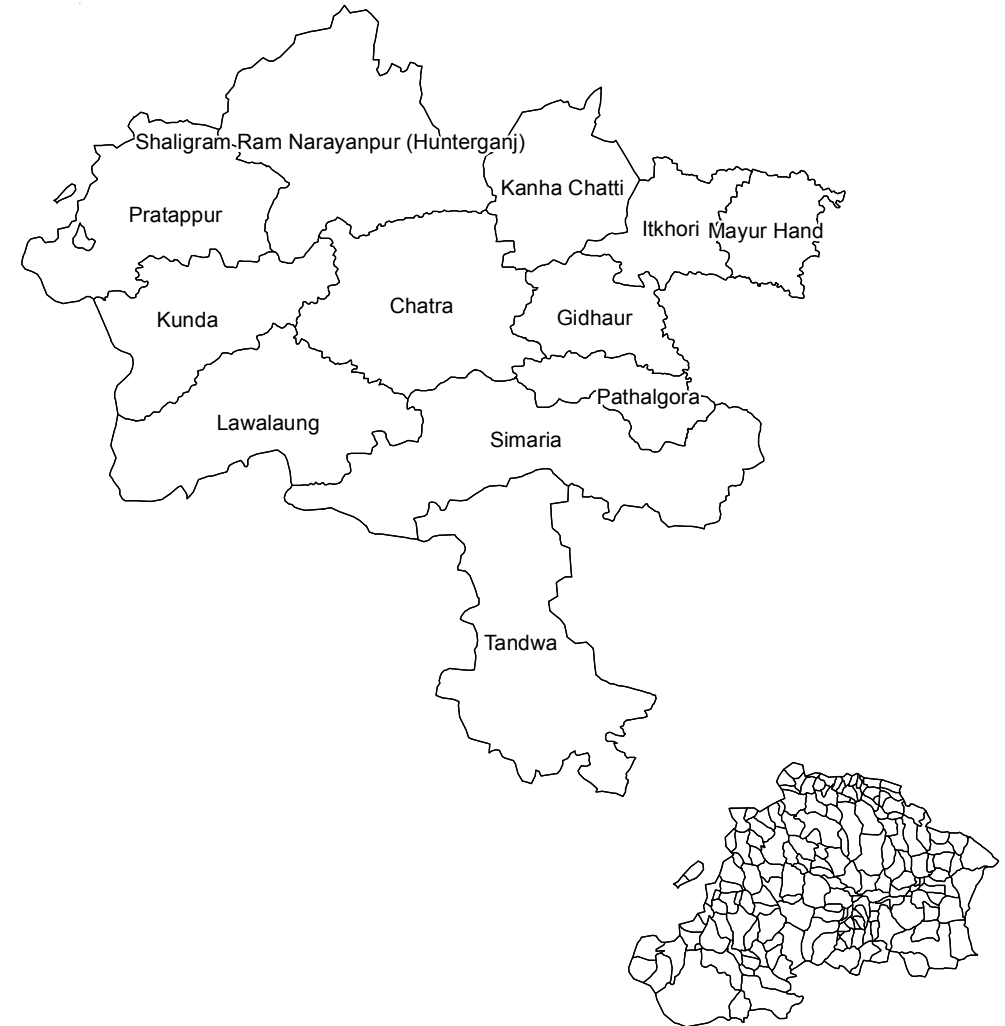 Shaligram Ram Narayanpur (Hunterganj)
Kanha Chatti
Pratappur
Itkhori
Mayur Hand
Chatra
Gidhaur
Kunda
Pathalgora
Lawalaung
Simaria
Tandwa